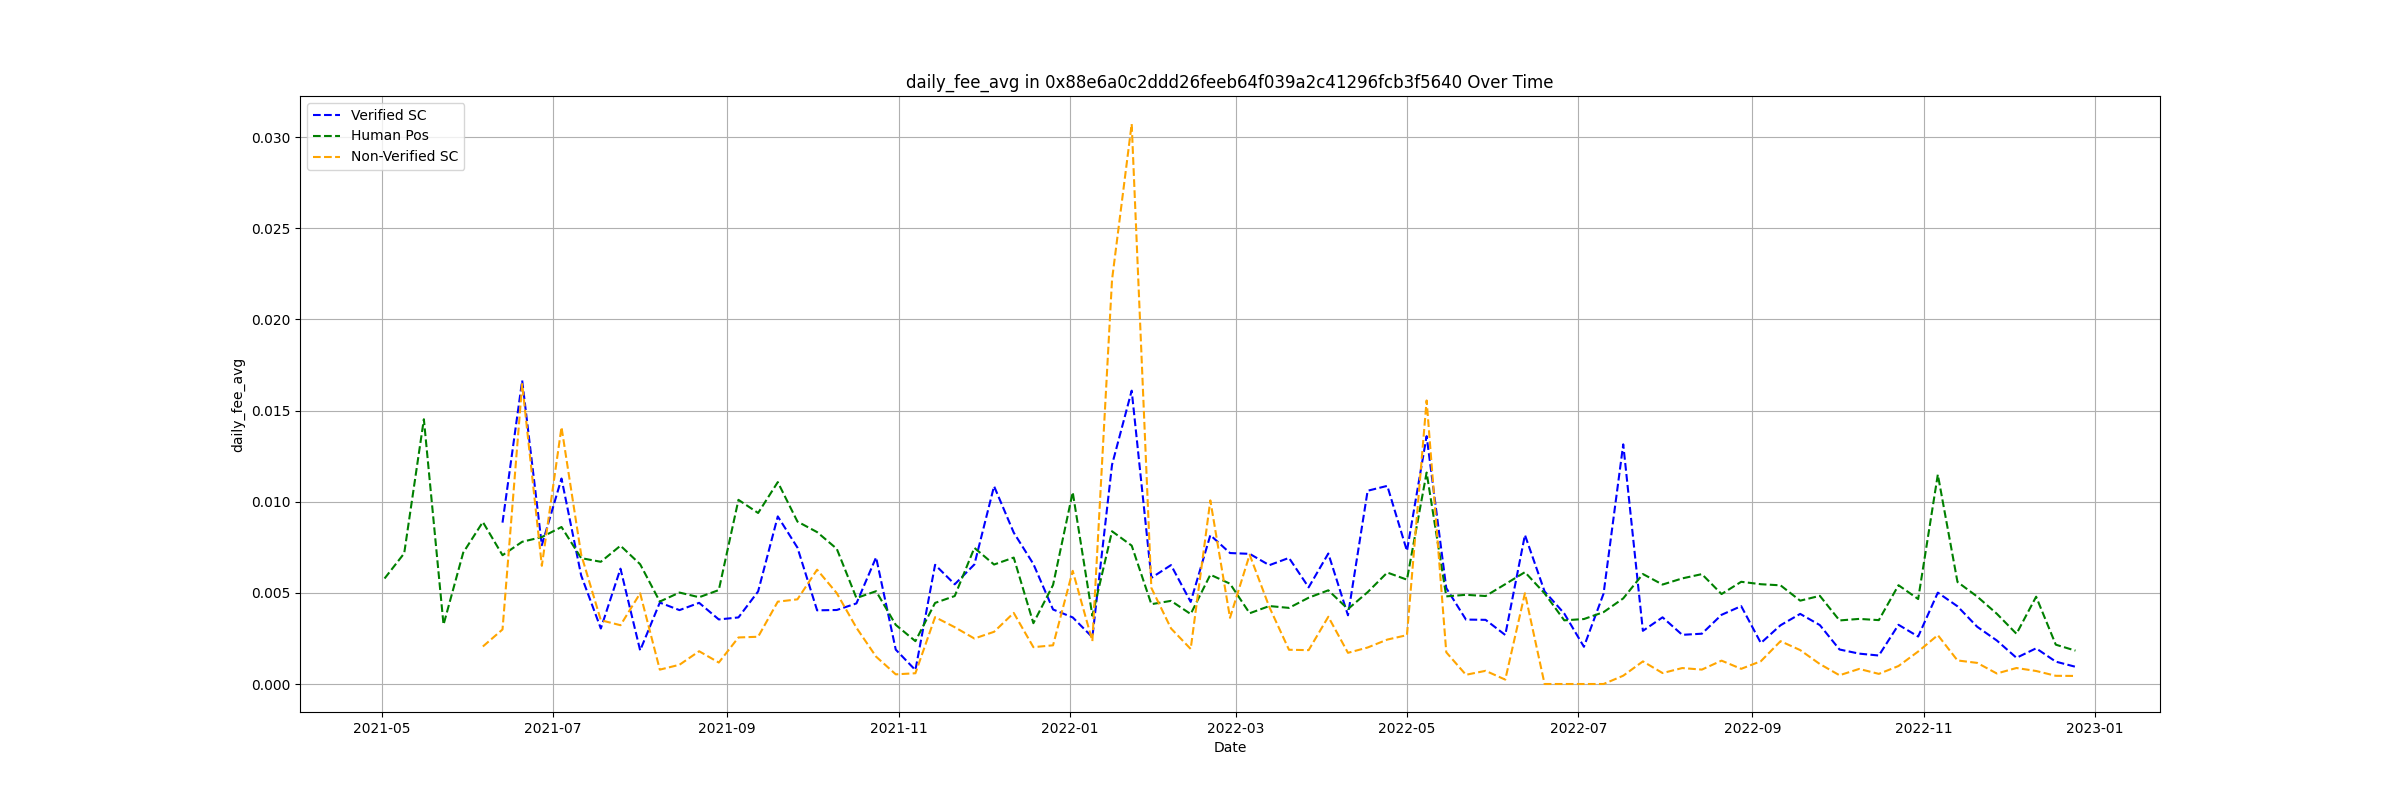 daily_fee_avg in 0x88e6a0c2ddd26feeb64f039a2c41296fcb3f5640 Over Time
Verified SC
Human Pos
Non-Verified SC
0.030
0.025
0.020
0.015
0.010
0.005
0.000
daily_fee_avg
2021-05 2021-07 2021-09 2021-11 2022-01 2022-03 2022-05 2022-07 2022-09 2022-11 2023-01
Date